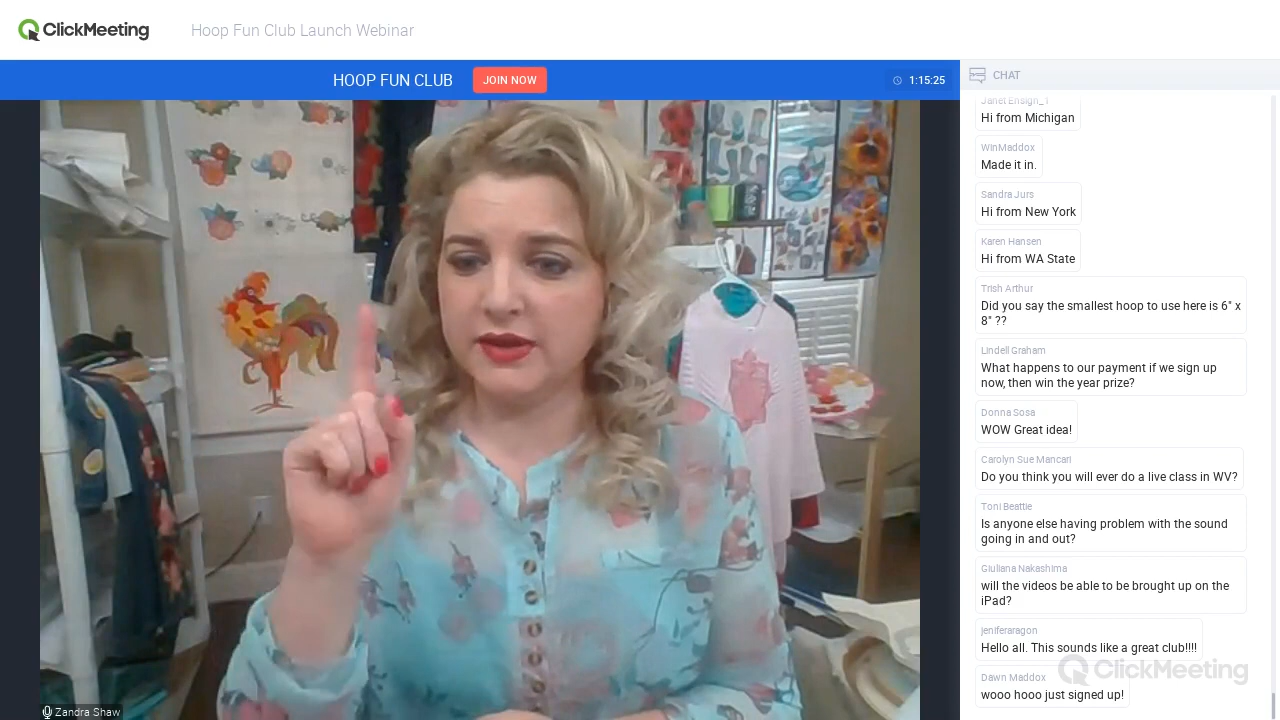 ClickMeeting
Hoop Fun Club Launch Webinar
HOOP FUN CLUB
JOIN NOW
1:15:25
CHAT
Janet Ensign_1
Hi from Michigan
WinMaddox
Made it in.
Sandra Jurs
Hi from New York
Karen Hansen
Hi from WA State
Trish Arthur
Did you say the smallest hoop to use here is 6" x
8" ??
Lindell Graham
What happens to our payment if we sign up
now, then win the year prize?
Donna Sosa
WOW Great idea!
Carolyn Sue Mancari
Do you think you will ever do a live class in WV?
Toni Beattie
Is anyone else having problem with the sound
going in and out?
Giuliana Nakashima
will the videos be able to be brought up on the
iPad?
jeniferaragon
Hello all. This sounds like a great club!!!!
Dawn Maddox
wooo hooo just signed up!
ClickMeeting
Zandra Shaw